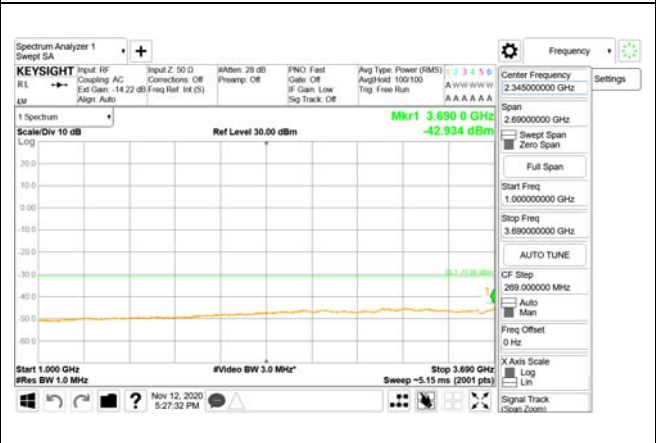 Spectrum Analyzer 1
Swept SA
Frequency
KEYSIGHT
RL
Input: RF
Coupling: AC
Ext Gain: -14.22 dB
Align: Auto
Input Z: 50 Ω
Corrections: Off
Freq Ref: Int (S)
#Atten: 28 dB
Preamp: Off
PNO: Fast
Gate: Off
IF Gain: Low
Sig Track: Off
Avg Type: Power (RMS)
Avg|Hold: 100/100
Trig: Free Run
1 2 3 4 5 6
A W W W W W
A A A A A A
1 Spectrum
Scale/Div 10 dB
Ref Level 30.00 dBm
Mkr1 3.690 0 GHz
-42.934 dBm
Log
20.0
10.0
0.00
-10.0
-20.0
-30.0
-40.0
-50.0
-60.0
1
Start 1.000 GHz
#Res BW 1.0 MHz
#Video BW 3.0 MHz*
Stop 3.690 GHz
Sweep ~5.15 ms (2001 pts)
Nov 12, 2020
5:27:32 PM
Center Frequency
2.345000000 GHz
Settings
Span
2.69000000 GHz
Swept Span
Zero Span
Full Span
Start Freq
1.000000000 GHz
Stop Freq
3.690000000 GHz
AUTO TUNE
CF Step
269.000000 MHz
Auto
Man
Freq Offset
0 Hz
X Axis Scale
Log
Lin
Signal Track
(Span Zoom)